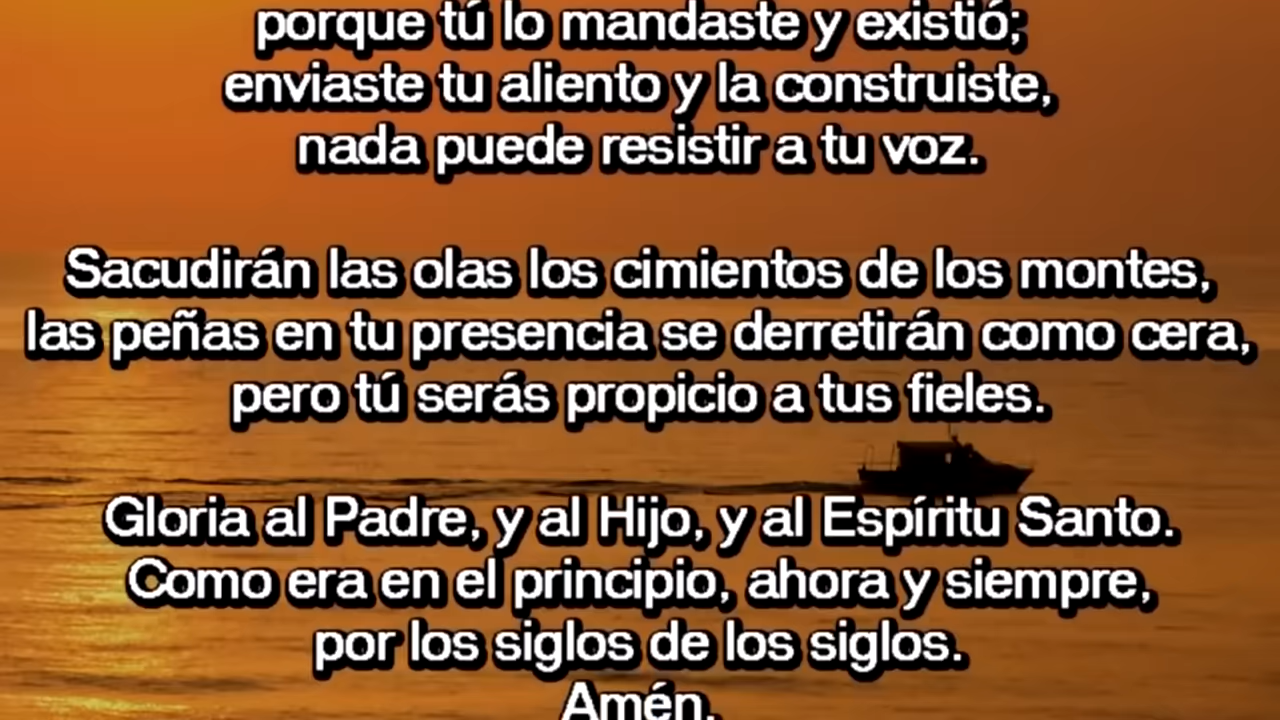 porque tú lo mandaste y existió;
enviaste tu aliento y la construiste,
nada puede resistir a tu voz.
Sacudirán las olas los cimientos de los montes,
las peñas en tu presencia se derretirán como cera,
pero tú serás propicio a tus fieles.
Gloria al Padre, y al Hijo, y al Espíritu Santo.
Como era en el principio, ahora y siempre,
por los siglos de los siglos.
Amén.